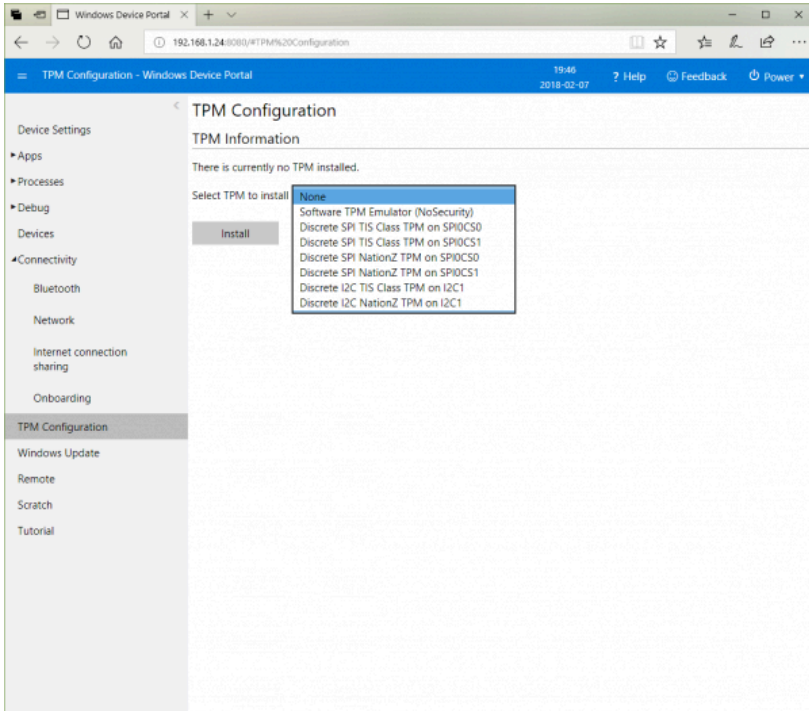 Windows Device Portal
192.168.1.24:8080/#TPM%20Configuration
TPM Configuration - Windows Device Portal
19:46
2018-02-07
? Help
Feedback
Power
TPM Configuration
Device Settings
TPM Information
Apps
There is currently no TPM installed.
Processes
Select TPM to install
None
Debug
Software TPM Emulator (NoSecurity)
Discrete SPI TIS Class TPM on SPI0CS0
Devices
Install
Discrete SPI TIS Class TPM on SPI0CS1
Discrete SPI NationZ TPM on SPI0CS0
Connectivity
Discrete SPI NationZ TPM on SPI0CS1
Discrete I2C TIS Class TPM on I2C1
Bluetooth
Discrete I2C NationZ TPM on I2C1
Network
Internet connection
sharing
Onboarding
TPM Configuration
Windows Update
Remote
Scratch
Tutorial